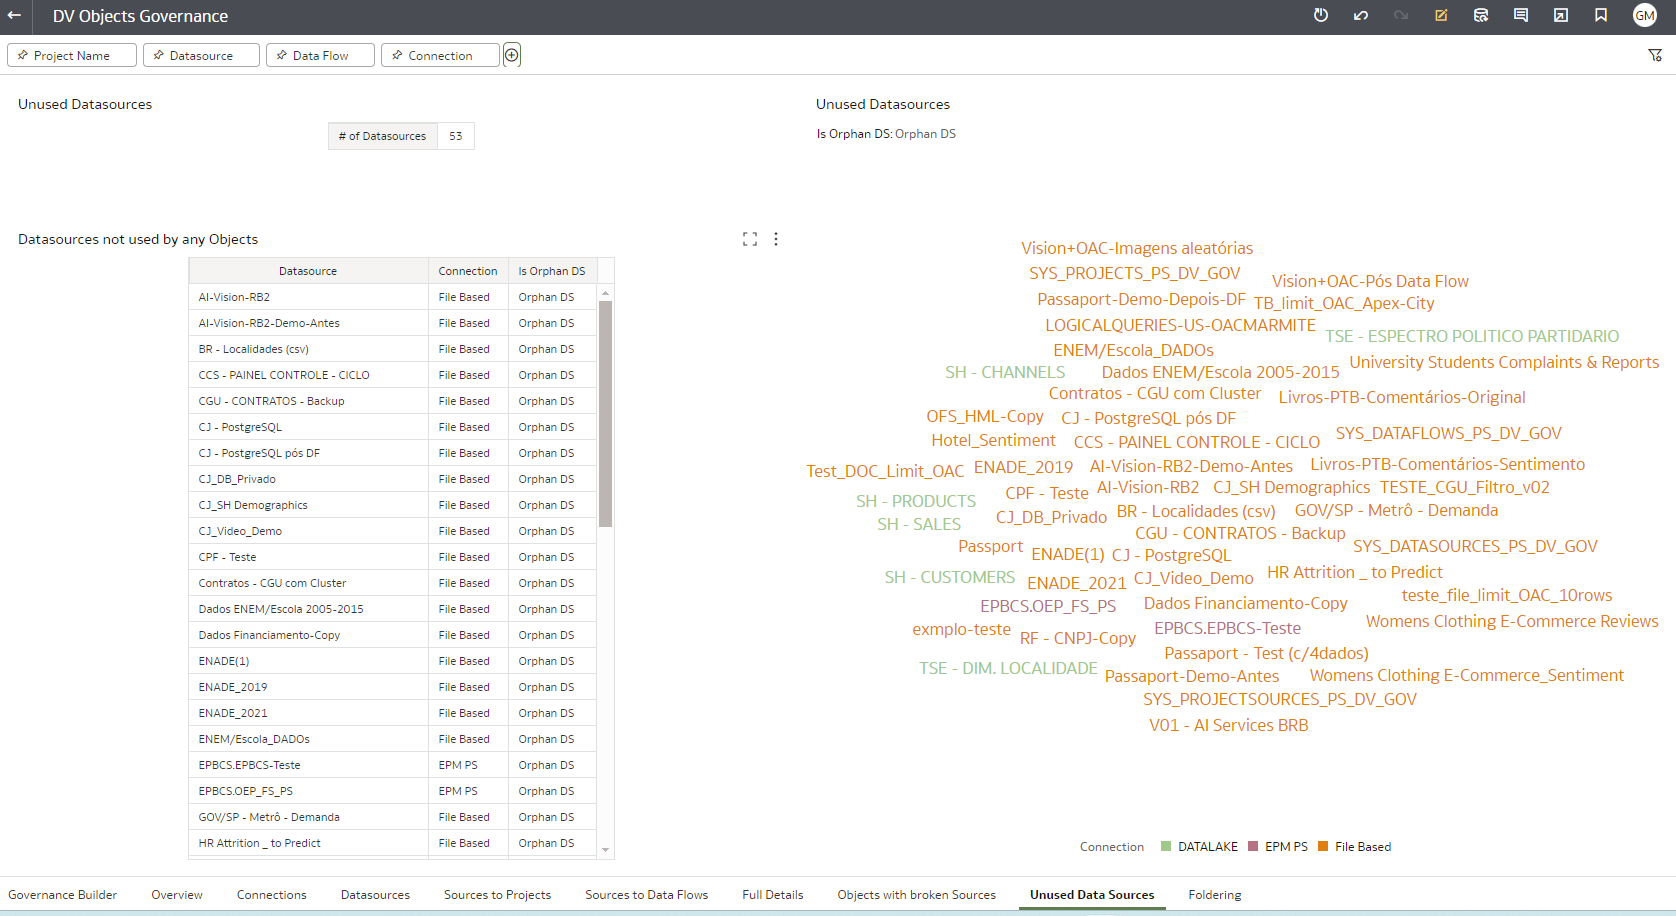 DV Objects Governance
GM
Project Name
Datasource
Data Flow
Connection
Unused Datasources
# of Datasources 53
Unused Datasources
Is Orphan DS: Orphan DS
Datasources not used by any Objects
Datasource Connection Is Orphan DS
AI-Vision-RB2 File Based Orphan DS
AI-Vision-RB2-Demo-Antes File Based Orphan DS
BR - Localidades (csv) File Based Orphan DS
CCS - PAINEL CONTROLE - CICLO File Based Orphan DS
CGU - CONTRATOS - Backup File Based Orphan DS
CJ - PostgreSQL File Based Orphan DS
CJ - PostgreSQL pós DF File Based Orphan DS
CJ_DB_Privado File Based Orphan DS
CJ_SH Demographics File Based Orphan DS
CJ_Video_Demo File Based Orphan DS
CPF - Teste File Based Orphan DS
Contratos - CGU com Cluster File Based Orphan DS
Dados ENEM/Escola 2005-2015 File Based Orphan DS
Dados Financiamento-Copy File Based Orphan DS
ENADE(1) File Based Orphan DS
ENADE_2019 File Based Orphan DS
ENADE_2021 File Based Orphan DS
ENEM/Escola_DADOs File Based Orphan DS
EPBCS.EPBCS-Teste EPM PS Orphan DS
EPBCS.OEP_FS_PS EPM PS Orphan DS
GOV/SP - Metrô - Demanda File Based Orphan DS
HR Attrition _ to Predict File Based Orphan DS
Vision+OAC-Imagens aleatórias
SYS_PROJECTS_PS_DV_GOV
Vision+OAC-Pós Data Flow
Passaport-Demo-Depois-DF
TB_limit_OAC_Apex-City
LOGICALQUERIES-US-OACMARMITE
TSE - ESPECTRO POLITICO PARTIDARIO
ENEM/Escola_DADOs
University Students Complaints & Reports
SH - CHANNELS
Dados ENEM/Escola 2005-2015
Contratos - CGU com Cluster
Livros-PTB-Comentários-Original
OFS_HML-Copy
CJ - PostgreSQL pós DF
SYS_DATAFLOWS_PS_DV_GOV
Hotel_Sentiment
CCS - PAINEL CONTROLE - CICLO
Test_DOC_Limit_OAC
ENADE_2019
AI-Vision-RB2-Demo-Antes
Livros-PTB-Comentários-Sentimento
CPF - Teste
AI-Vision-RB2
CJ_SH Demographics
TESTE_CGU_Filtro_v02
SH - PRODUCTS
CJ_DB_Privado
BR - Localidades (csv)
GOV/SP - Metrô - Demanda
SH - SALES
CGU - CONTRATOS - Backup
Passport
ENADE(1)
CJ - PostgreSQL
SYS_DATASOURCES_PS_DV_GOV
SH - CUSTOMERS
ENADE_2021
CJ_Video_Demo
HR Attrition _ to Predict
EPBCS.OEP_FS_PS
Dados Financiamento-Copy
teste_file_limit_OAC_10rows
exmplo-teste
RF - CNPJ-Copy
EPBCS.EPBCS-Teste
Womens Clothing E-Commerce Reviews
Passaport - Test (c/4dados)
TSE - DIM. LOCALIDADE
Passaport-Demo-Antes
Womens Clothing E-Commerce_Sentiment
SYS_PROJECTSOURCES_PS_DV_GOV
V01 - AI Services BRB
Connection DATALAKE EPM PS File Based
Governance Builder Overview Connections Datasources Sources to Projects Sources to Data Flows Full Details Objects with broken Sources Unused Data Sources Foldering